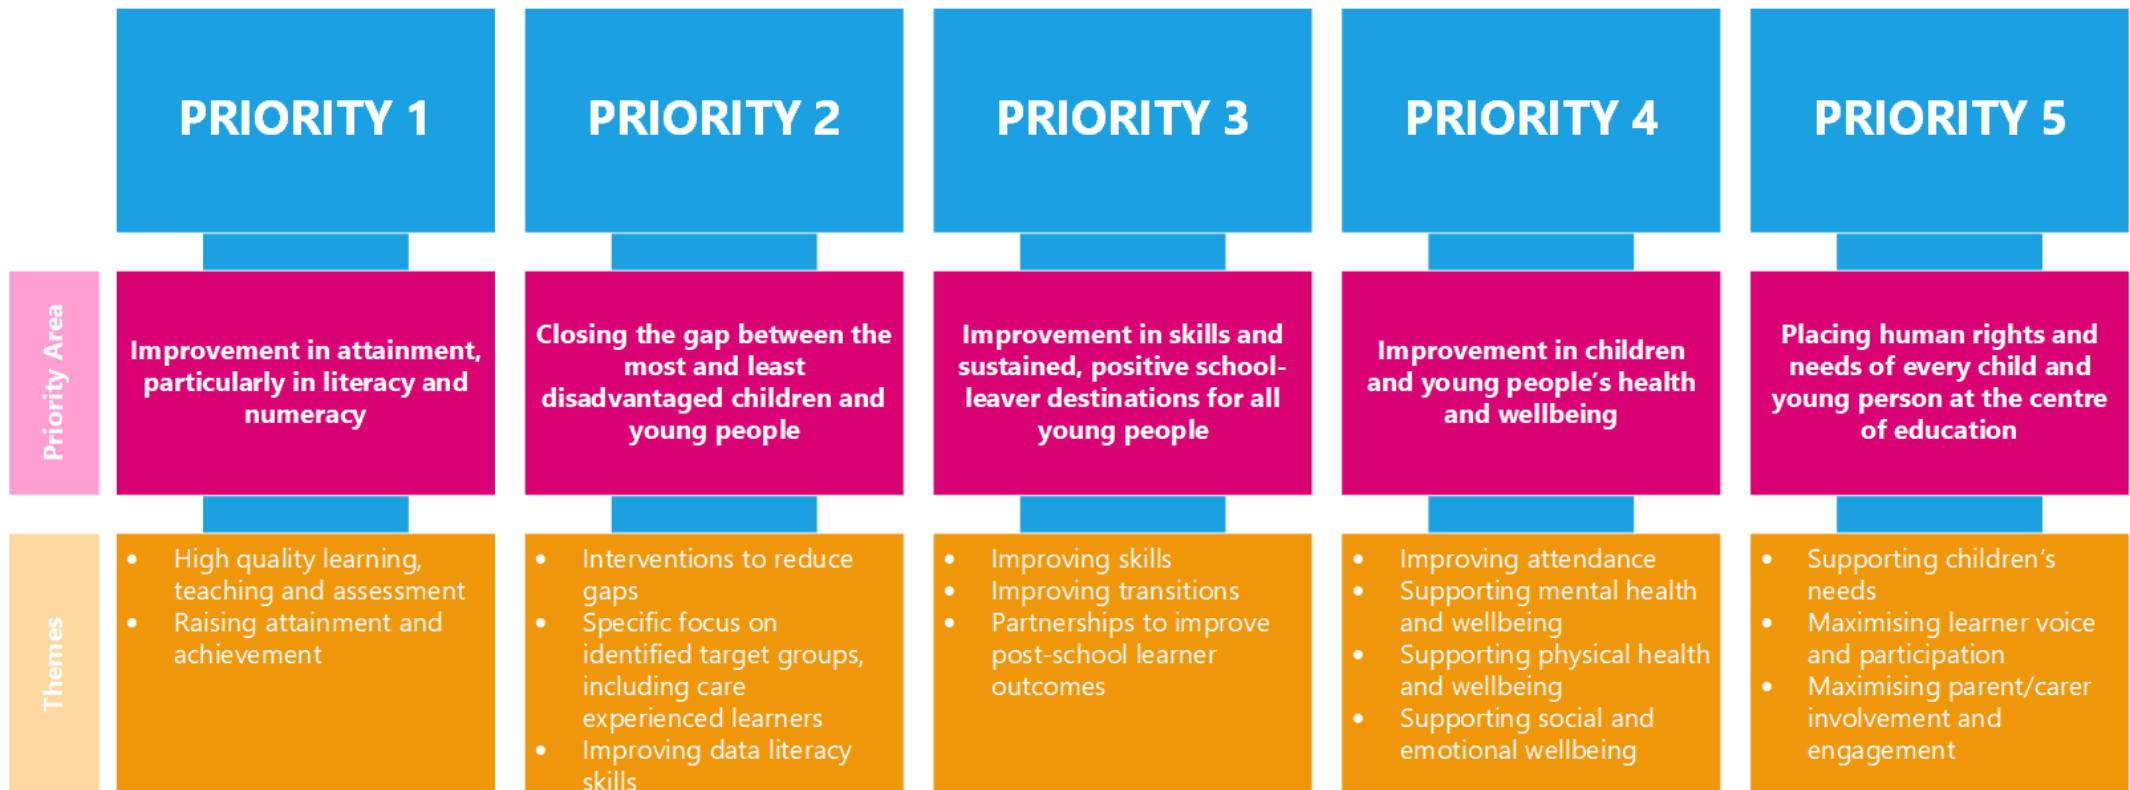 PRIORITY 1
PRIORITY 2
PRIORITY 3
PRIORITY 4
PRIORITY 5
Priority Area
Improvement in attainment,
particularly in literacy and
numeracy
Closing the gap between the
most and least
disadvantaged children and
young people
Improvement in skills and
sustained, positive school-
leaver destinations for all
young people
Improvement in children
and young people’s health
and wellbeing
Placing human rights and
needs of every child and
young person at the centre
of education
Themes
• High quality learning,
teaching and assessment
• Raising attainment and
achievement
• Interventions to reduce
gaps
• Specific focus on
identified target groups,
including care
experienced learners
• Improving data literacy
skills
• Improving skills
• Improving transitions
• Partnerships to improve
post-school learner
outcomes
• Improving attendance
• Supporting mental health
and wellbeing
• Supporting physical health
and wellbeing
• Supporting social and
emotional wellbeing
• Supporting children’s
needs
• Maximising learner voice
and participation
• Maximising parent/carer
involvement and
engagement